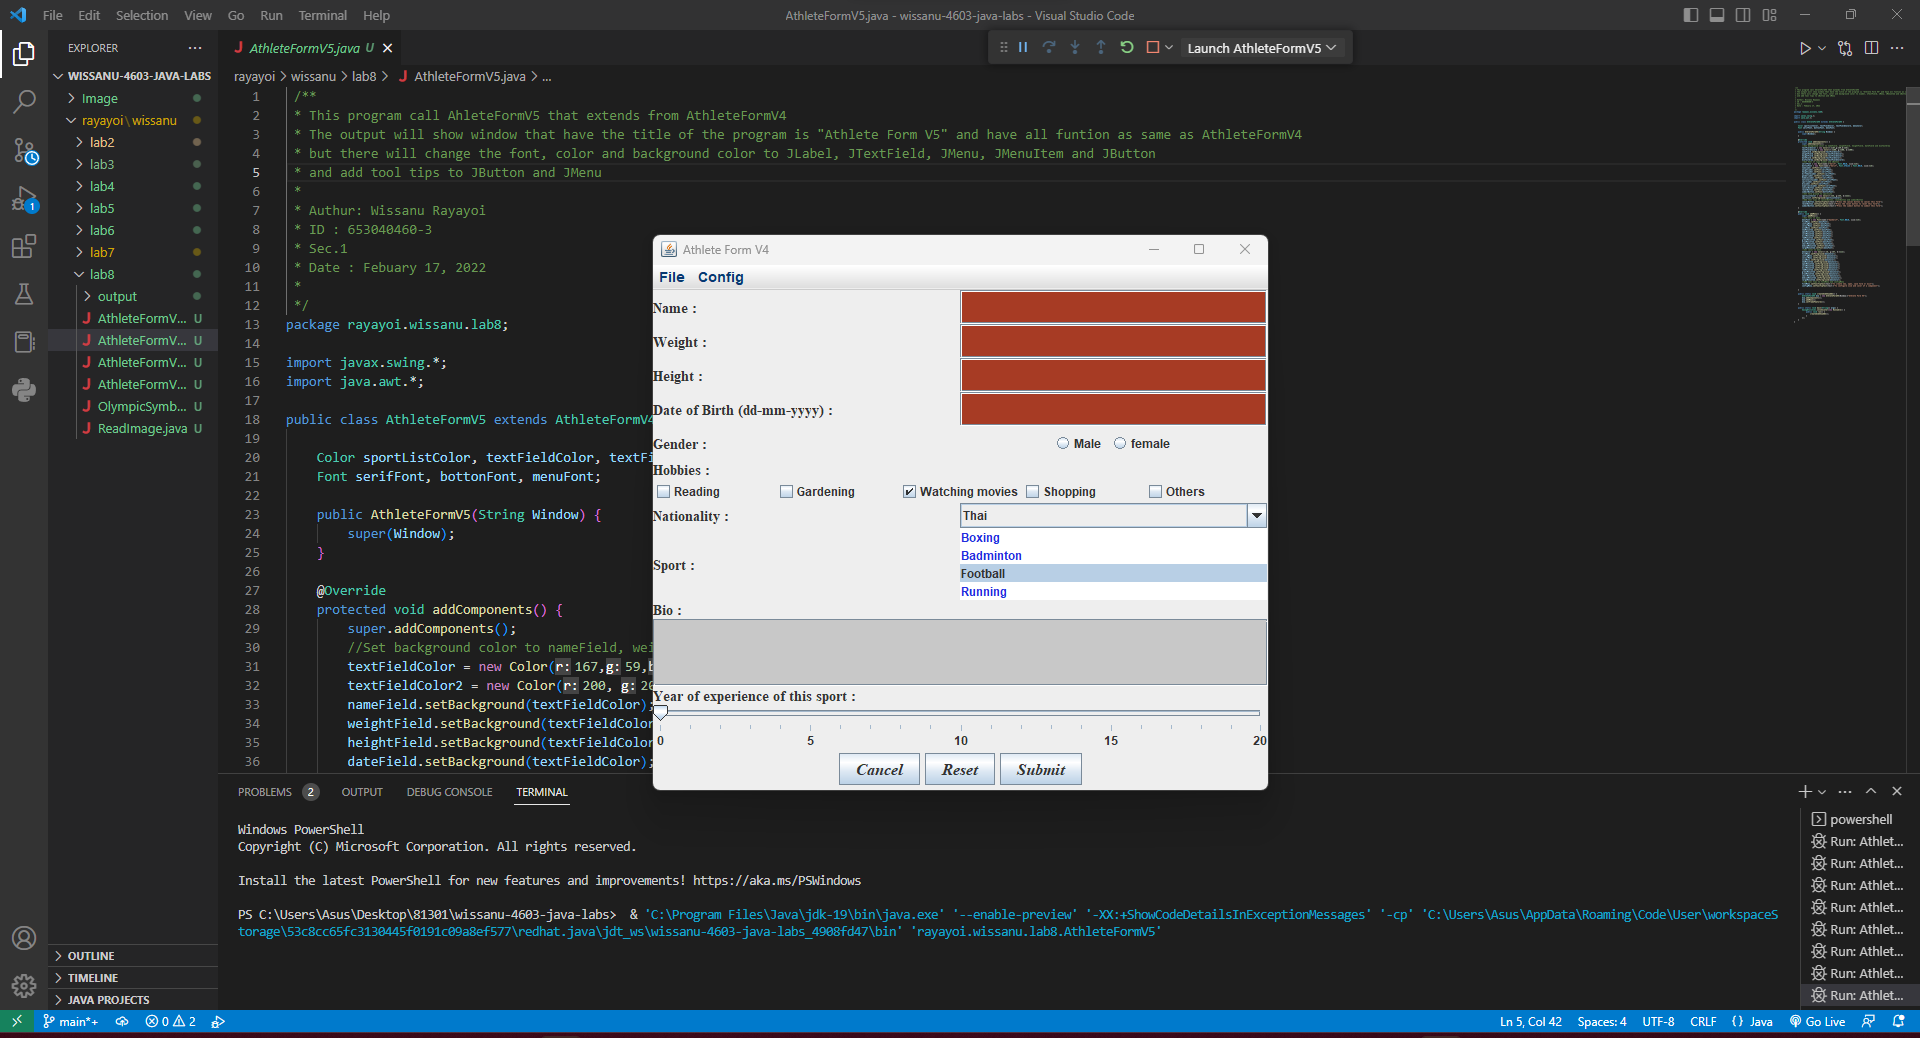 File Edit Selection View Go Run Terminal Help
AthleteFormV5.java - wissanu-4603-java-labs - Visual Studio Code
EXPLORER
WISSANU-4603-JAVA-LABS
Image
rayayoi\wissanu
lab2
lab3
lab4
lab5
lab6
lab7
lab8
output
J AthleteFormV... U
J AthleteFormV... U
J AthleteFormV... U
J AthleteFormV... U
J OlympicSymb... U
J ReadImage.java U
OUTLINE
TIMELINE
JAVA PROJECTS
1
J AthleteFormV5.java U
Launch AthleteFormV5
rayayoi > wissanu > lab8 > J AthleteFormV5.java > ...
1 /**
2 * This program call AhleteFormV5 that extends from AthleteFormV4
3 * The output will show window that have the title of the program is "Athlete Form V5" and have all funtion as same as AthleteFormV4
4 * but there will change the font, color and background color to JLabel, JTextField, JMenu, JMenuItem and JButton
5 * and add tool tips to JButton and JMenu
6 *
7 * Authur: Wissanu Rayayoi
8 * ID : 653040460-3
9 * Sec.1
10 * Date : Febuary 17, 2022
11 *
12 */
13 package rayayoi.wissanu.lab8;
14
15 import javax.swing.*;
16 import java.awt.*;
17
18 public class AthleteFormV5 extends AthleteFormV4
19
20 Color sportListColor, textFieldColor, textFi
21 Font serifFont, bottonFont, menuFont;
22
23 public AthleteFormV5(String Window) {
24 super(Window);
25 }
26
27 @Override
28 protected void addComponents() {
29 super.addComponents();
30 //Set background color to nameField, wei
31 textFieldColor = new Color(r: 167,g: 59,b
32 textFieldColor2 = new Color(r: 200, g: 20
33 nameField.setBackground(textFieldColor);
34 weightField.setBackground(textFieldColor
35 heightField.setBackground(textFieldColor
36 dateField.setBackground(textFieldColor);
Athlete Form V4
File Config
Name :
Weight :
Height :
Date of Birth (dd-mm-yyyy) :
Gender : Male female
Hobbies :
Reading Gardening Watching movies Shopping Others
Nationality : Thai
Boxing
Badminton
Sport :
Football
Running
Bio :
Year of experience of this sport :
0 5 10 15 20
Cancel Reset Submit
PROBLEMS 2 OUTPUT DEBUG CONSOLE TERMINAL
Windows PowerShell
Copyright (C) Microsoft Corporation. All rights reserved.
Install the latest PowerShell for new features and improvements! https://aka.ms/PSWindows
PS C:\Users\Asus\Desktop\81301\wissanu-4603-java-labs> & 'C:\Program Files\Java\jdk-19\bin\java.exe' '--enable-preview' '-XX:+ShowCodeDetailsInExceptionMessages' '-cp' 'C:\Users\Asus\AppData\Roaming\Code\User\workspaceS
torage\53c8cc65fc3130445f0191c09a8ef577\redhat.java\jdt_ws\wissanu-4603-java-labs_4908fd47\bin' 'rayayoi.wissanu.lab8.AthleteFormV5'
powershell
Run: Athlet...
Run: Athlet...
Run: Athlet...
Run: Athlet...
Run: Athlet...
Run: Athlet...
Run: Athlet...
Run: Athlet...
main*+ 0 2
Ln 5, Col 42 Spaces: 4 UTF-8 CRLF {} Java Go Live